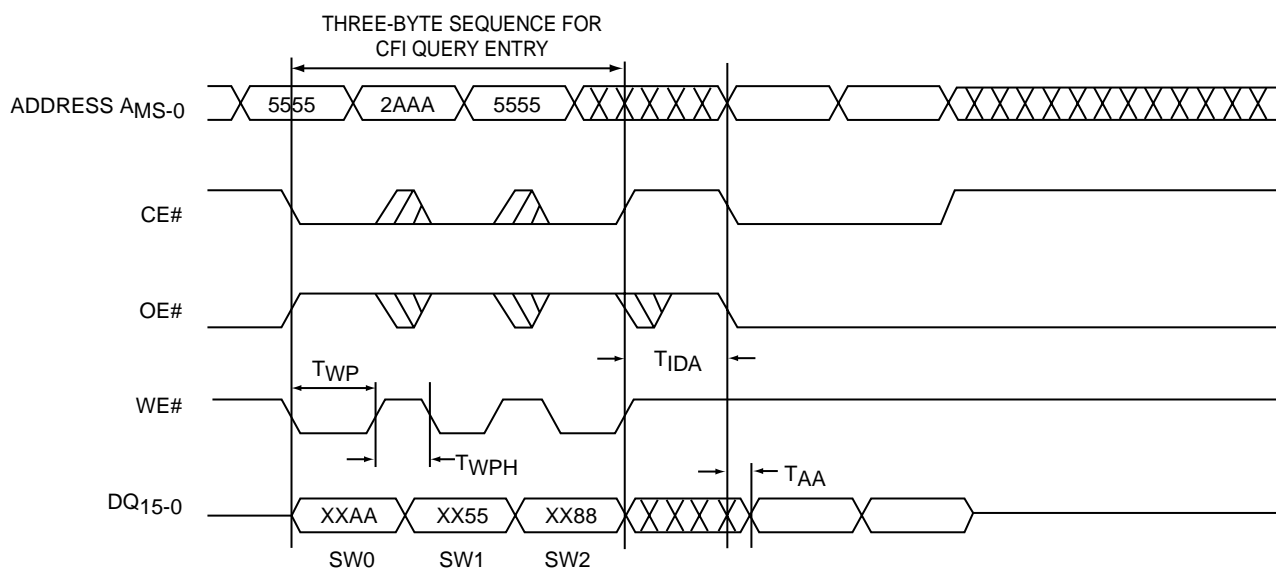 THREE-BYTE SEQUENCE FOR
CFI QUERY ENTRY
ADDRESS AMS-0
5555 2AAA 5555
CE#
OE#
TIDA
TWP
WE#
TWPH
TAA
DQ15-0
XXAA XX55 XX88
SW0 SW1 SW2